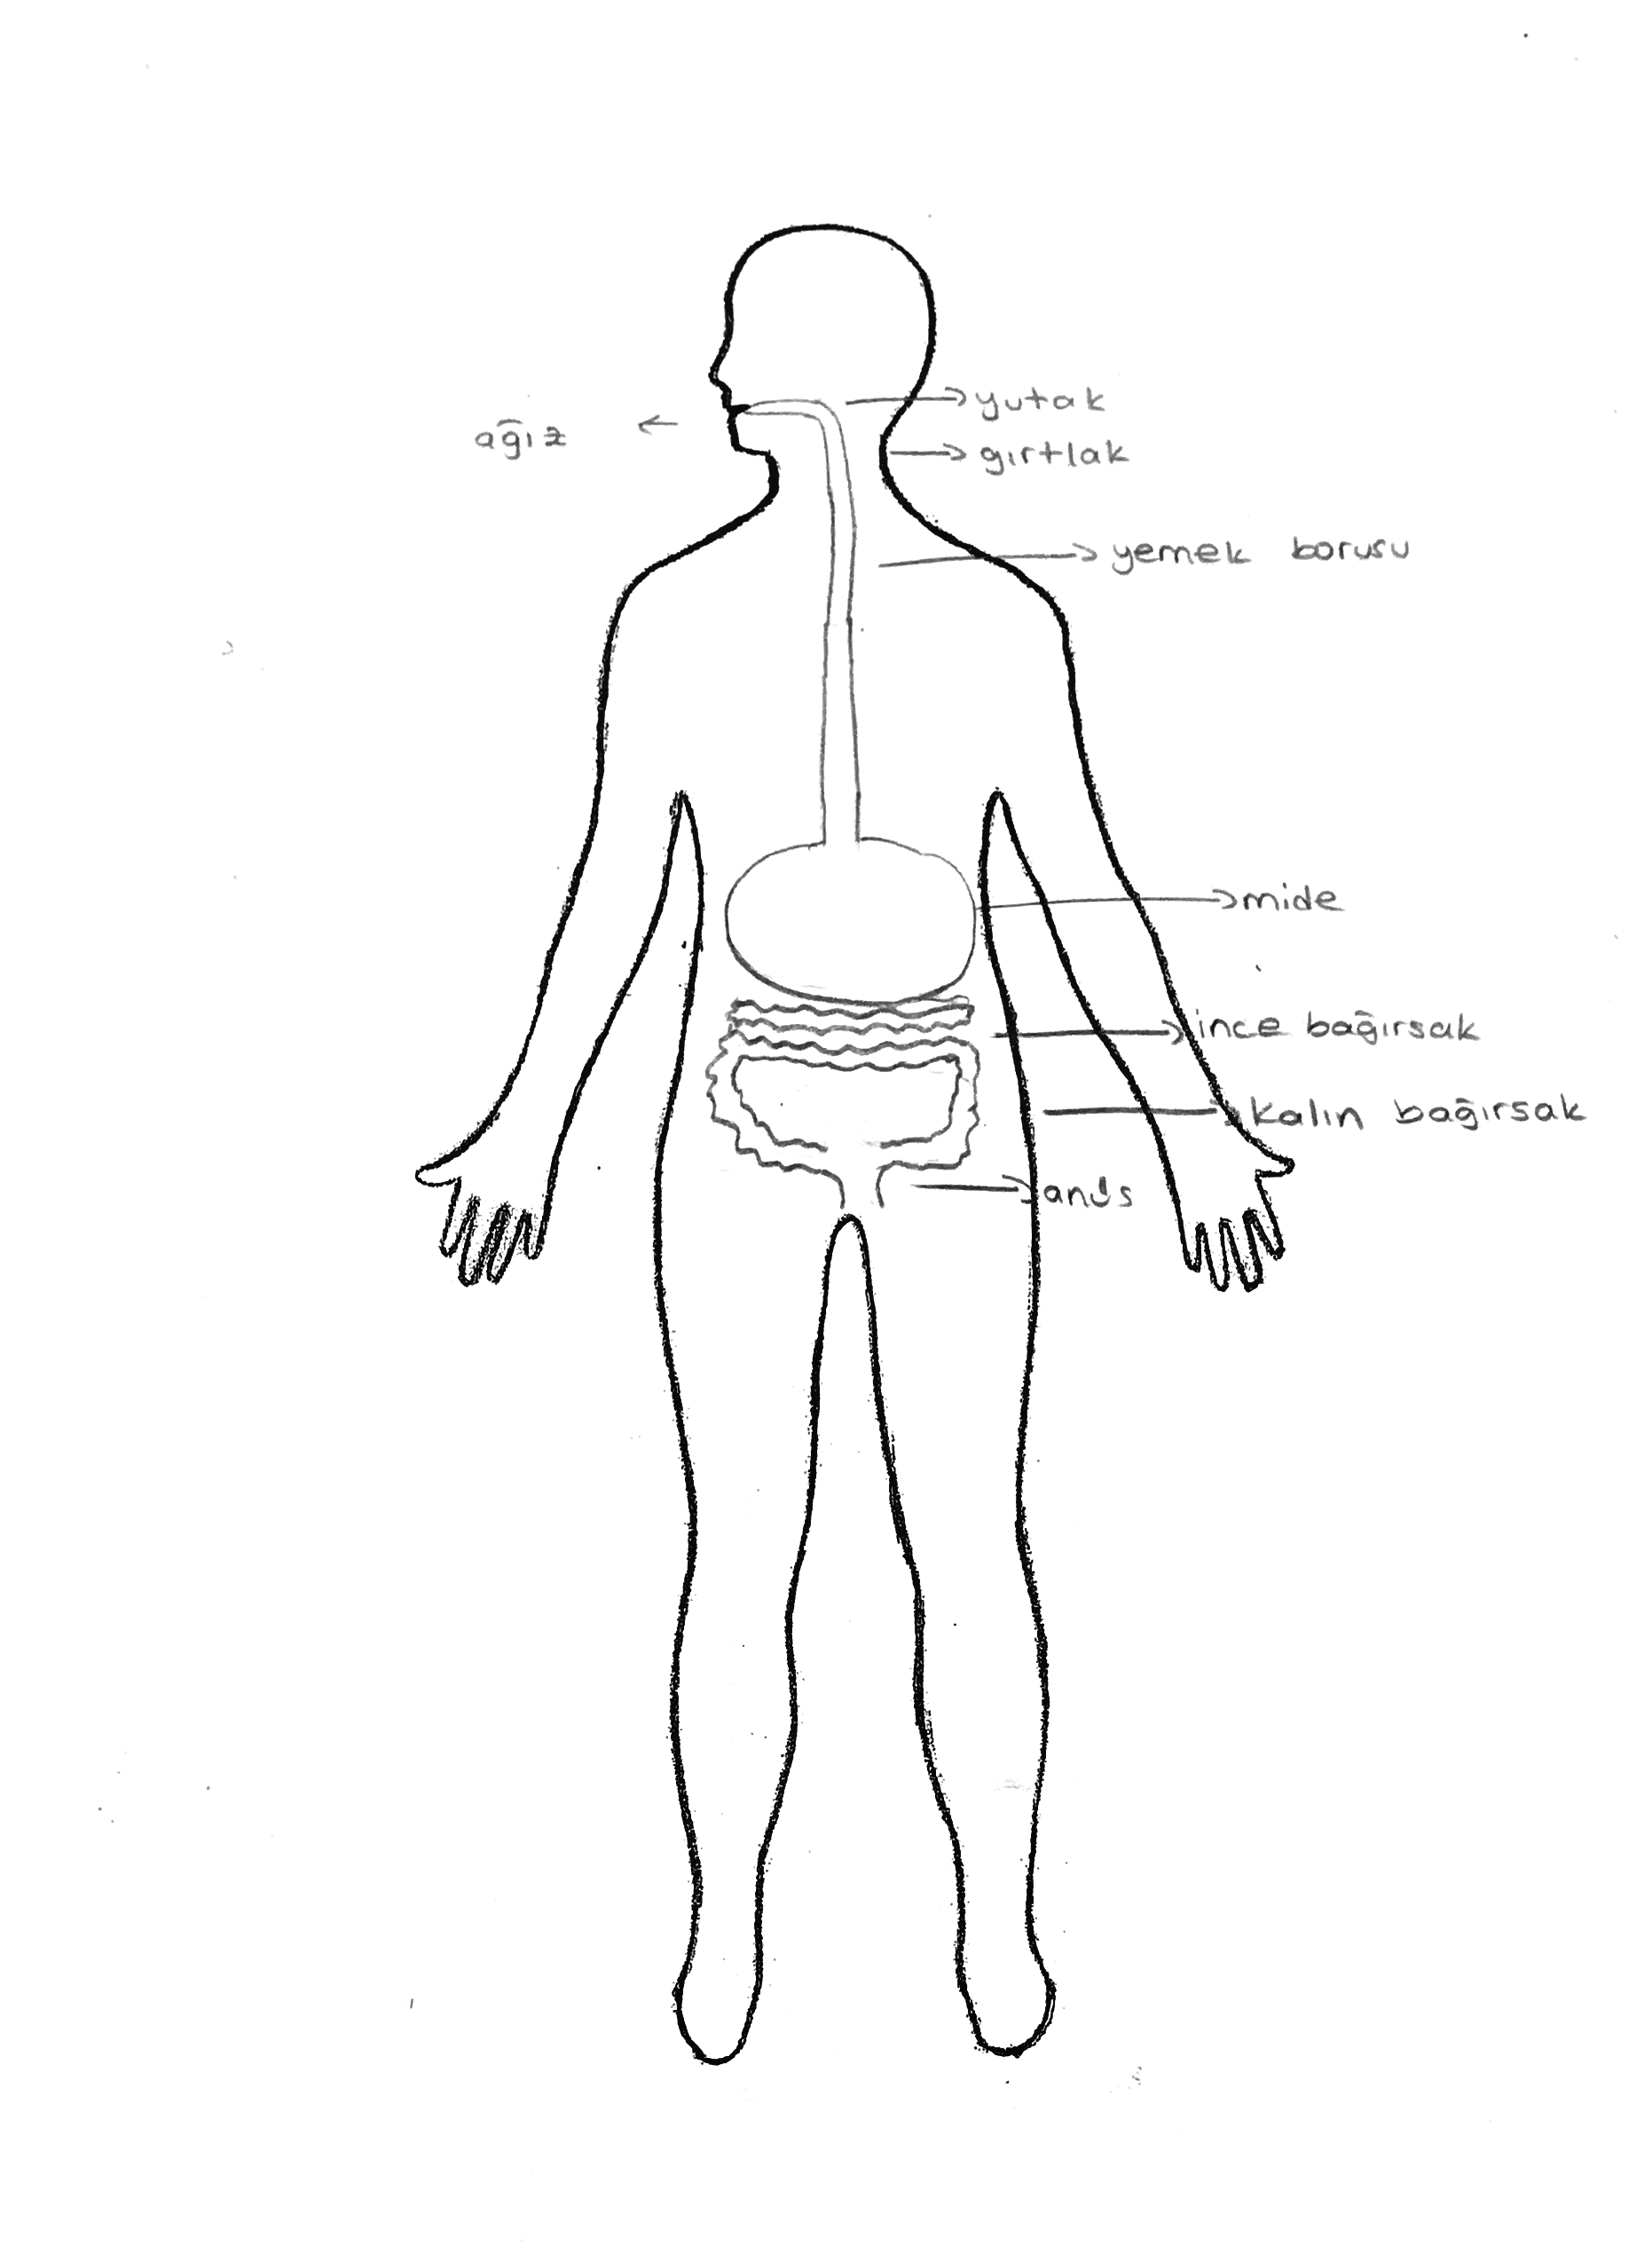 yutak
ağız
gırtlak
yemek borusu
mide
ince bağırsak
kalın bağırsak
anüs